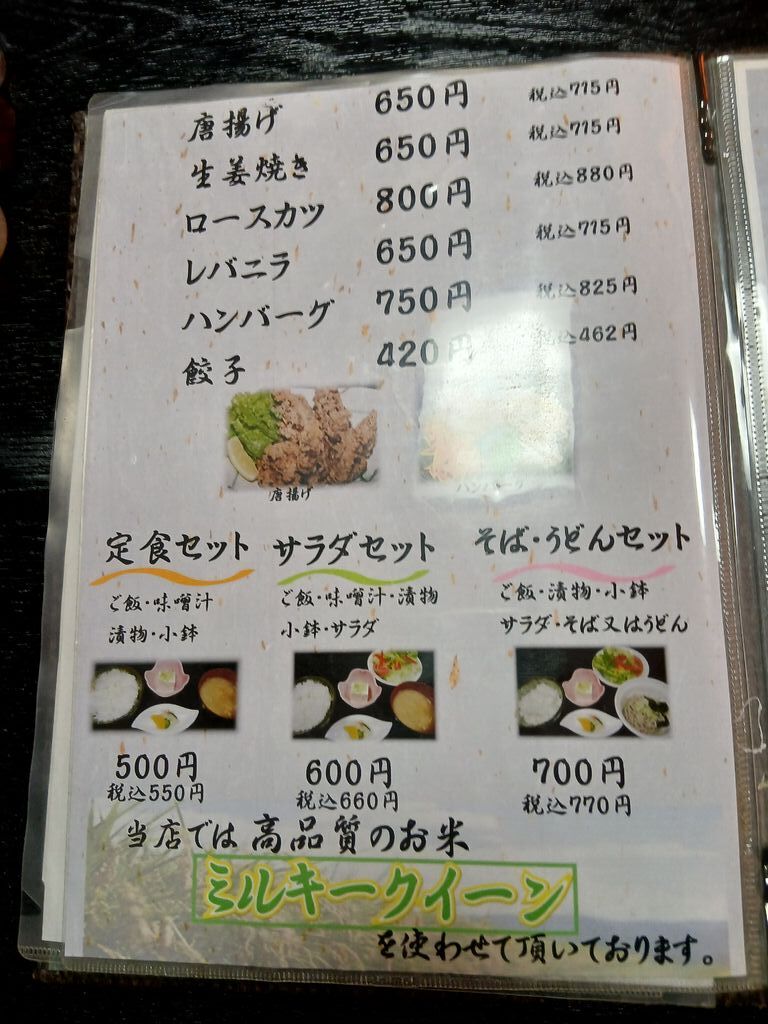 唐揚げ 650円 税込715円
生姜焼き 650円 税込715円
ロースカツ 800円 税込880円
レバニラ 650円 税込715円
ハンバーグ 750円 税込825円
餃子 420円 税込462円
唐揚げ ハンバーグ
定食セット サラダセット そば・うどんセット
ご飯・味噌汁 ご飯・味噌汁・漬物 ご飯・漬物・小鉢
漬物・小鉢 小鉢・サラダ サラダ・そば又はうどん
500円 600円 700円
税込550円 税込660円 税込770円
当店では高品質のお米
ミルキークイーン
を使わせて頂いております。